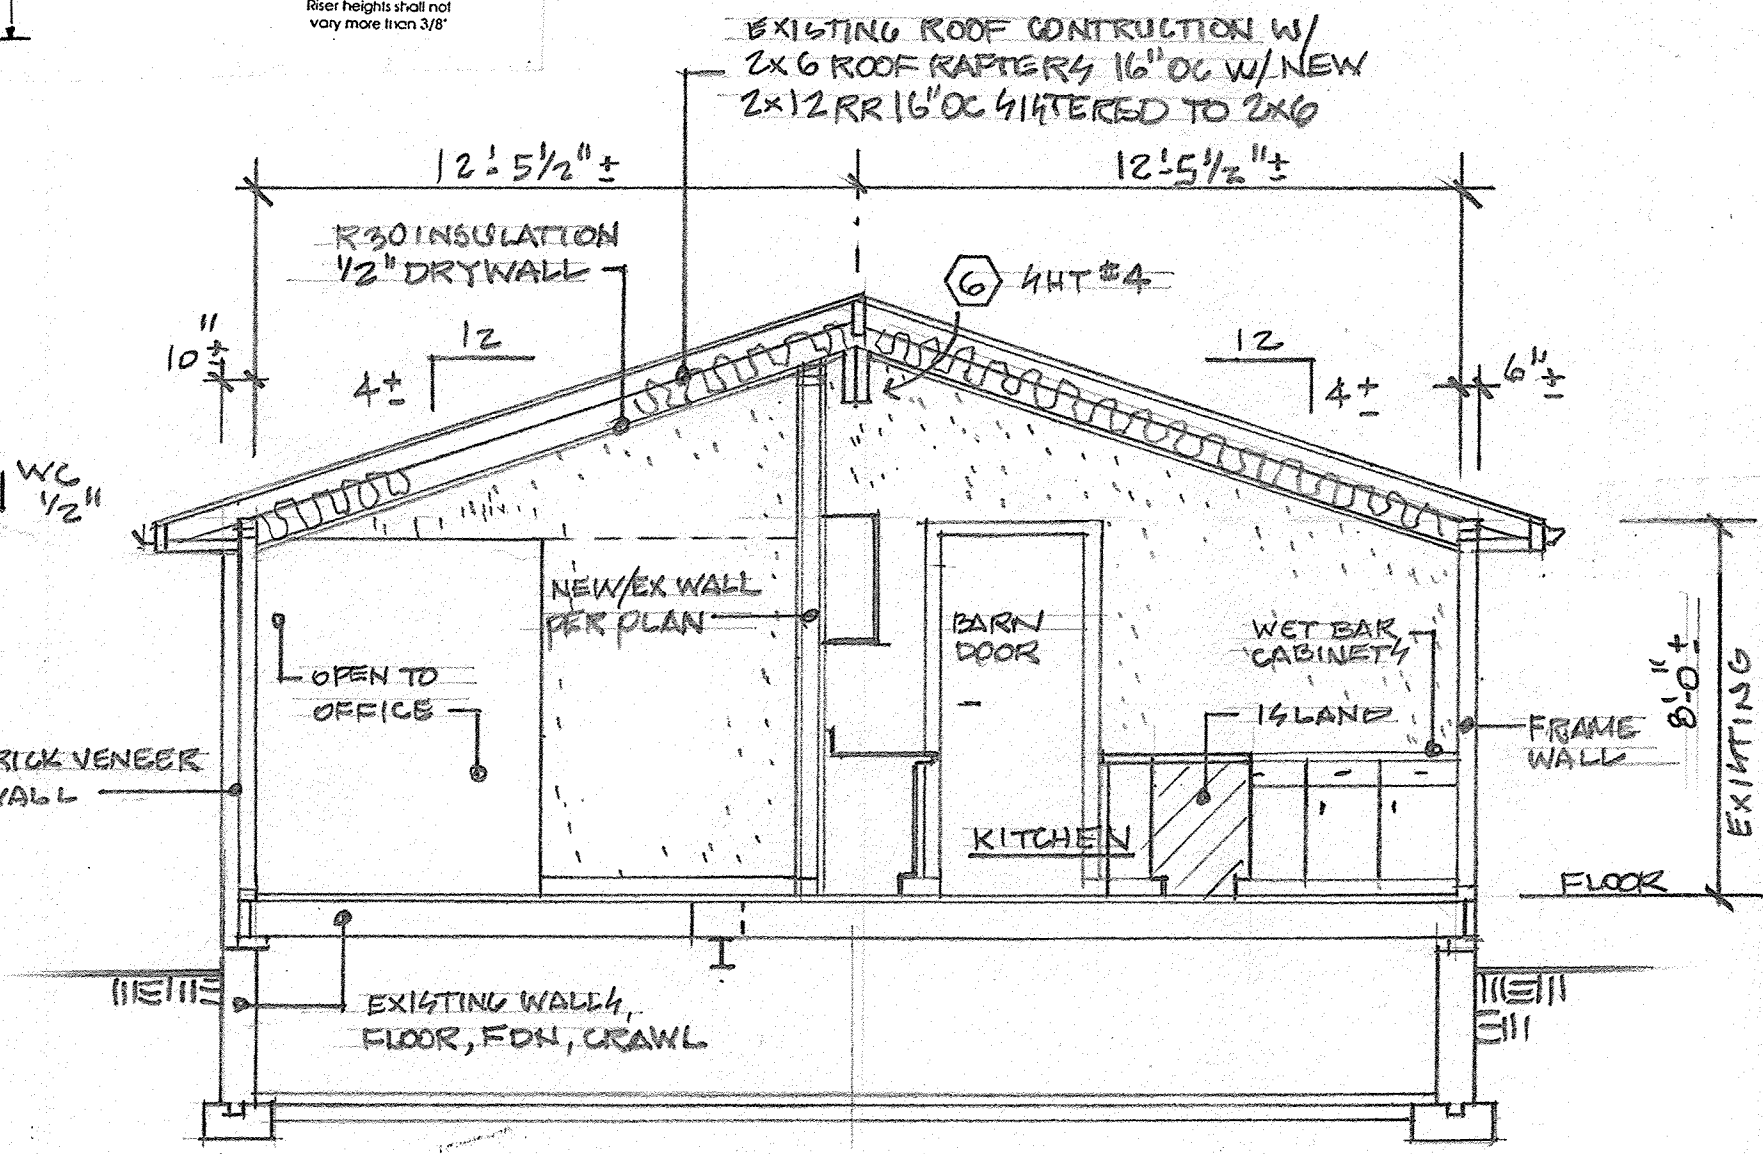 Riser heights shall not
vary more than 3/8"
EXISTING ROOF CONTRUCTION W/
2x6 ROOF RAFTERS 16" OC W/ NEW
2x12 RR 16" OC SISTERED TO 2x6
12'-5 1/2" ±
12'-5 1/2" ±
R30 INSULATION
1/2" DRYWALL
6 SHT #4
10" ±
12
4 ±
12
4 ±
6" ±
WC
1/2"
NEW/EX WALL
PER PLAN
BARN
DOOR
WET BAR
CABINETS
OPEN TO
OFFICE
ISLAND
8'-0" ±
EXISTING
FRAME
WALL
RICK VENEER
WALL
KITCHEN
FLOOR
EXISTING WALLS,
FLOOR, FDN, CRAWL